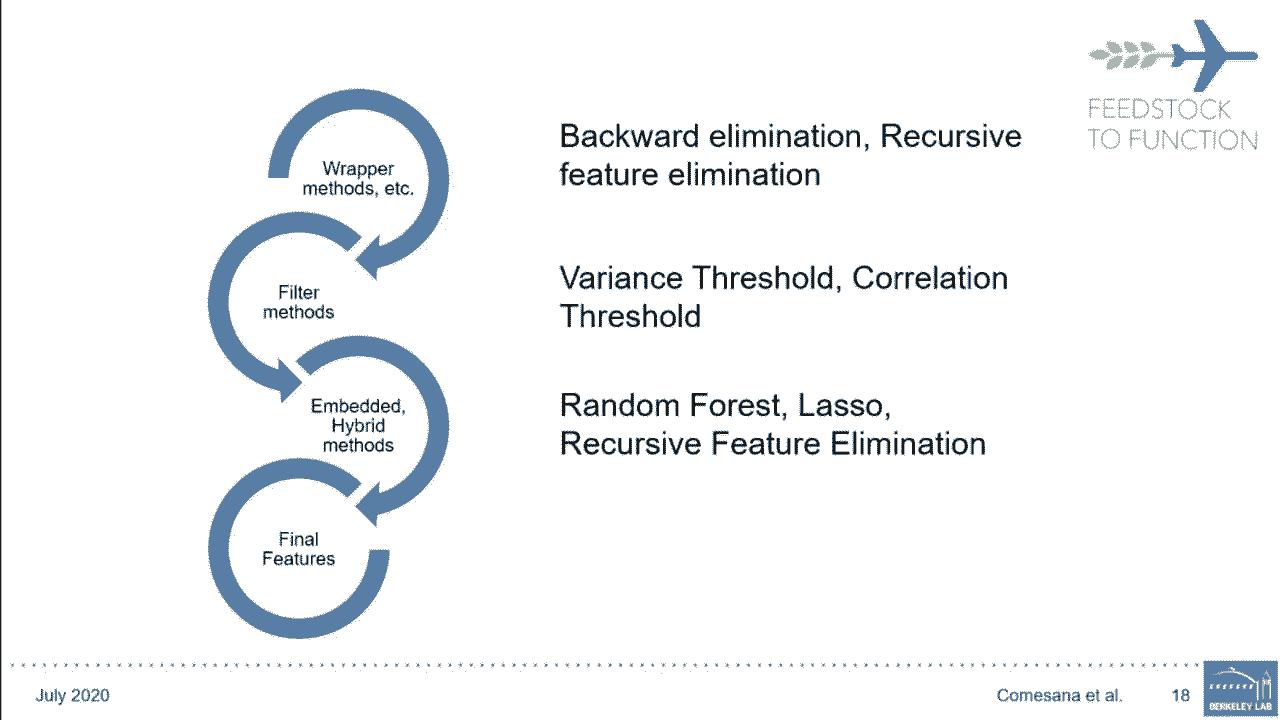 FEEDSTOCK
TO FUNCTION
Wrapper
methods, etc.
Backward elimination, Recursive
feature elimination
Filter
methods
Variance Threshold, Correlation
Threshold
Embedded,
Hybrid
methods
Random Forest, Lasso,
Recursive Feature Elimination
Final
Features
July 2020
Comesana et al.
18
BERKELEY LAB